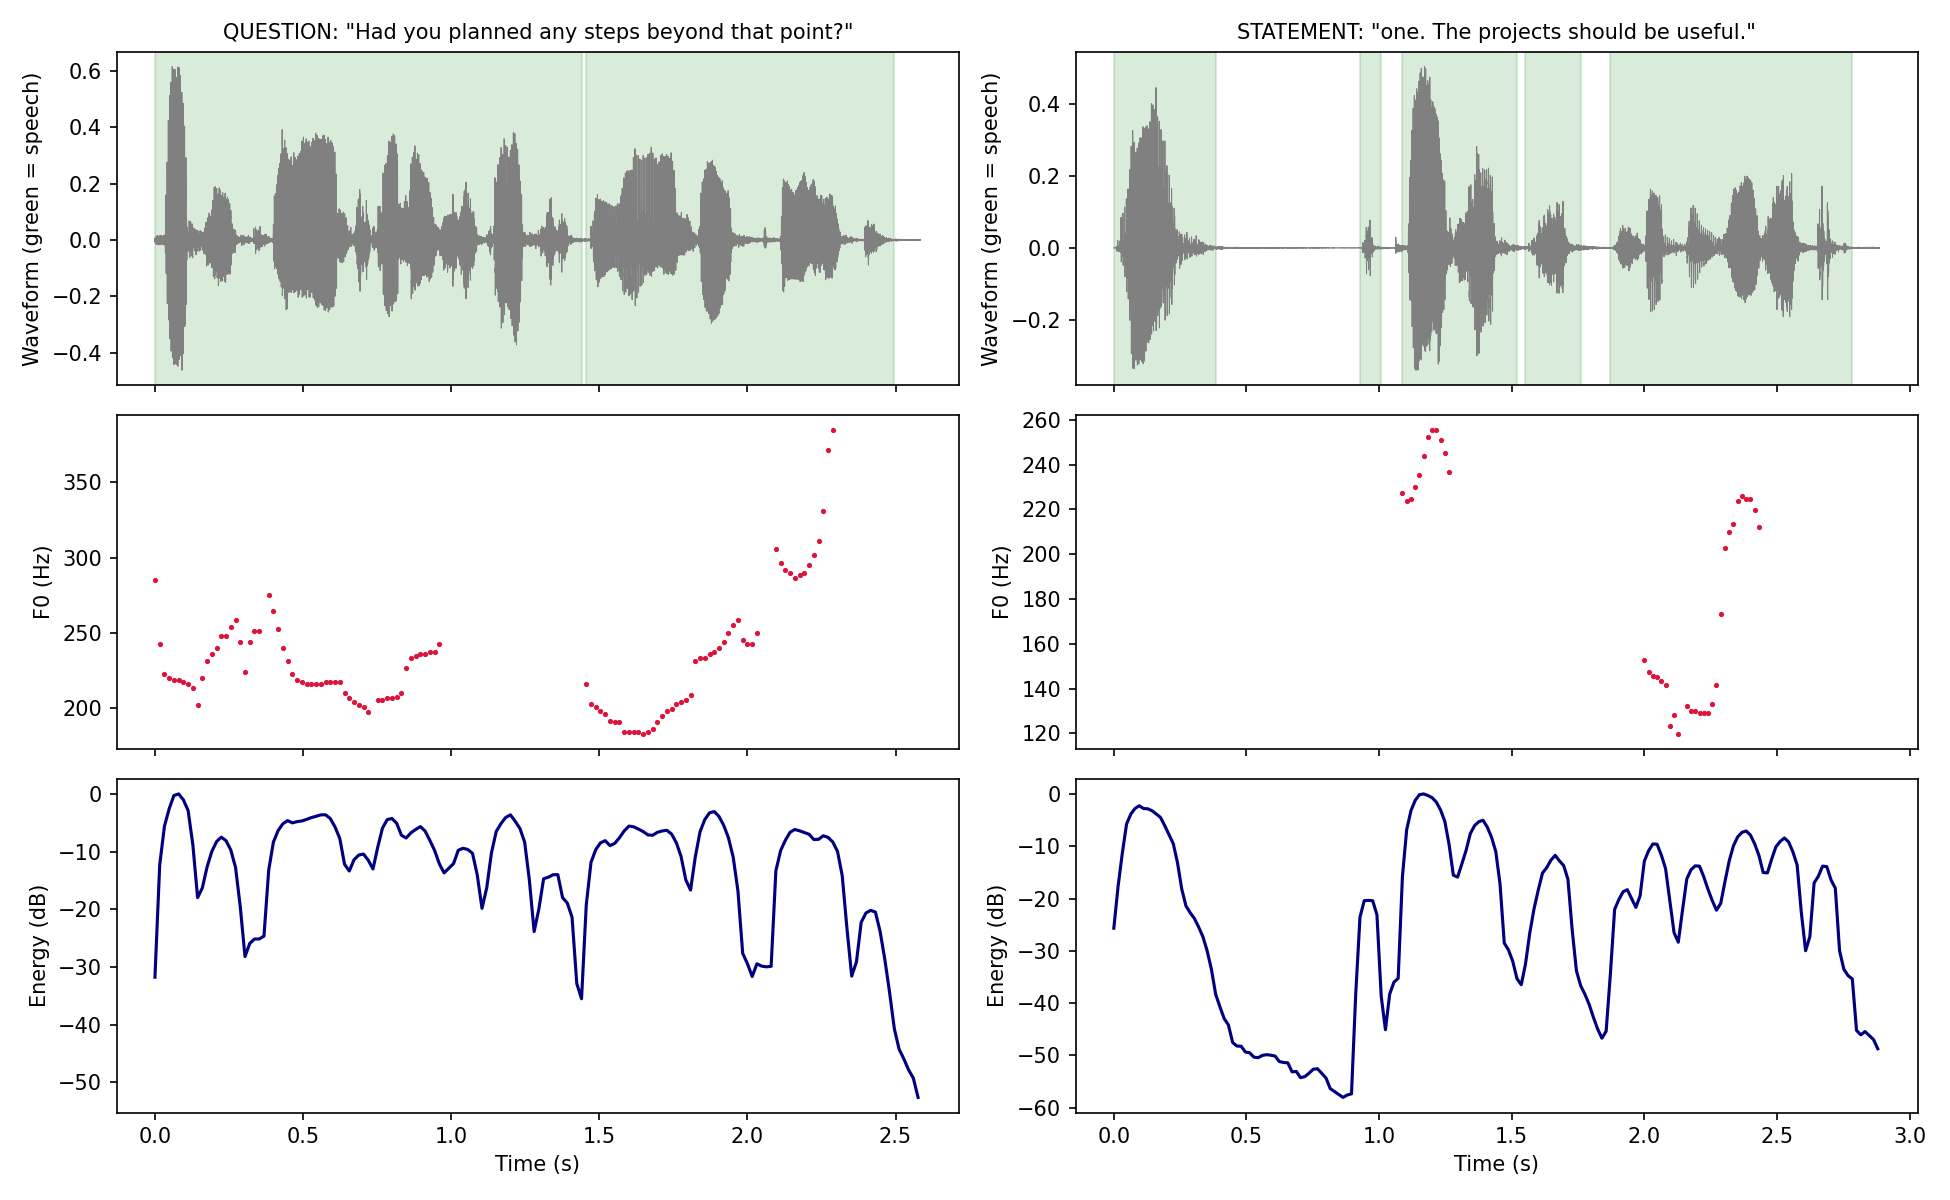 QUESTION: "Had you planned any steps beyond that point?"
STATEMENT: "one. The projects should be useful."
Waveform (green = speech)
0.6
0.4
0.2
0.0
−0.2
−0.4
Waveform (green = speech)
0.4
0.2
0.0
−0.2
F0 (Hz)
350
300
250
200
F0 (Hz)
260
240
220
200
180
160
140
120
Energy (dB)
0
−10
−20
−30
−40
−50
0.0 0.5 1.0 1.5 2.0 2.5
Time (s)
Energy (dB)
0
−10
−20
−30
−40
−50
−60
0.0 0.5 1.0 1.5 2.0 2.5 3.0
Time (s)